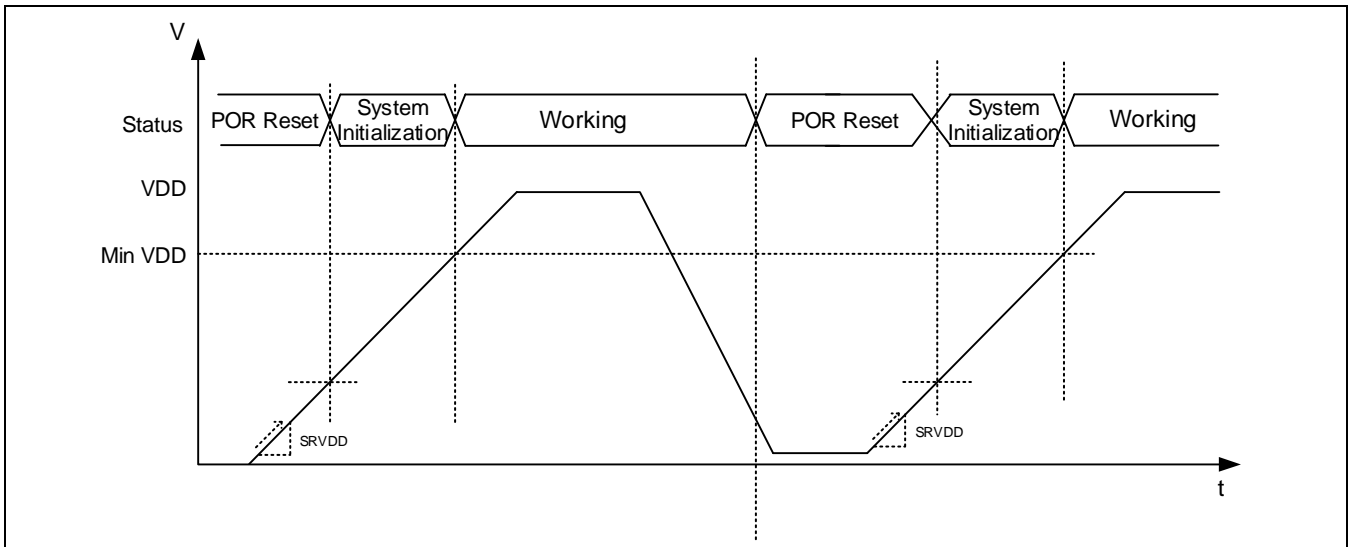 V
Status
POR Reset
System
Initialization
Working
POR Reset
System
Initialization
Working
VDD
Min VDD
SRVDD
SRVDD
t